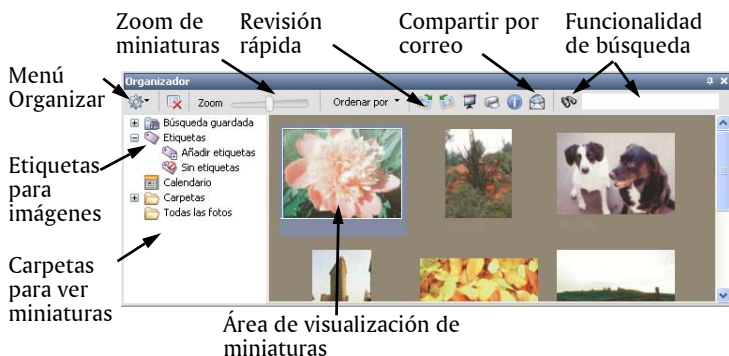 Zoom de
miniaturas
Revisión
rápida
Compartir por
correo
Funcionalidad
de búsqueda
Menú
Organizar
Organizador
Zoom
Ordenar por
Búsqueda guardada
Etiquetas
Añadir etiquetas
Sin etiquetas
Calendario
Carpetas
Todas las fotos
Etiquetas
para
imágenes
Carpetas
para ver
miniaturas
Área de visualización de
miniaturas